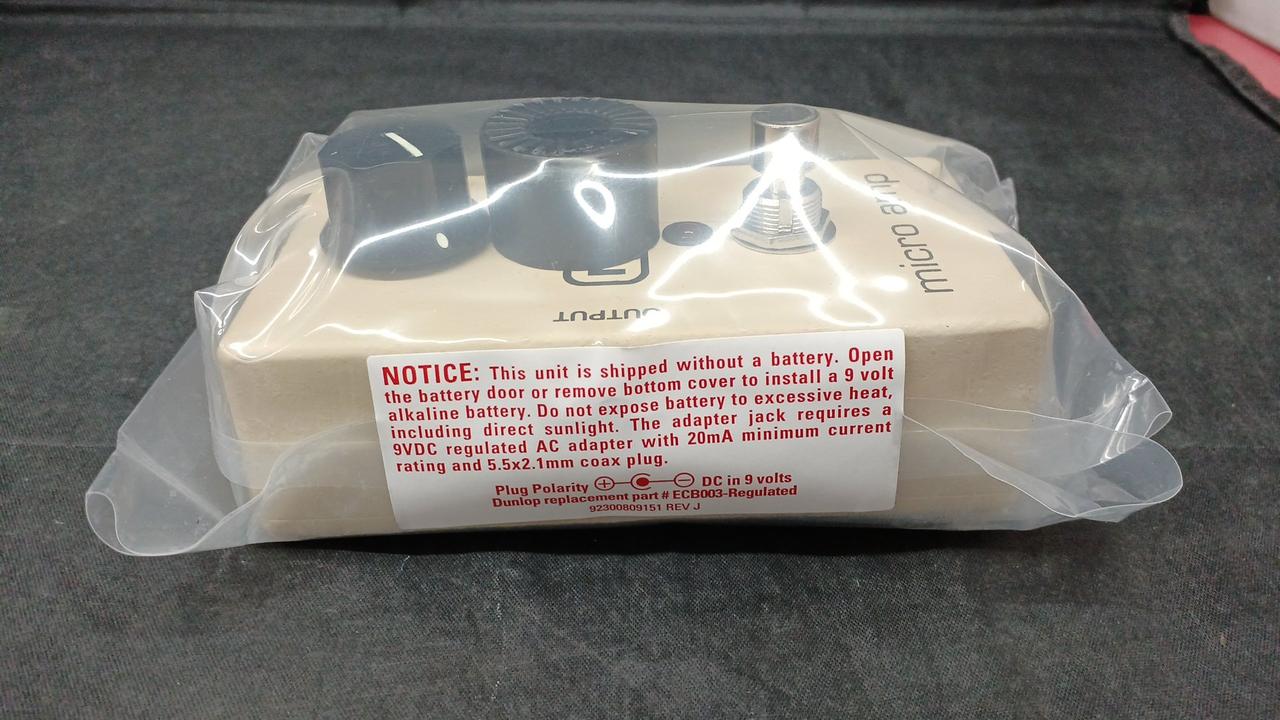 micro amp
OUTPUT
NOTICE: This unit is shipped without a battery. Open
the battery door or remove bottom cover to install a 9 volt
alkaline battery. Do not expose battery to excessive heat,
including direct sunlight. The adapter jack requires a
9VDC regulated AC adapter with 20mA minimum current
rating and 5.5x2.1mm coax plug.
Plug Polarity + - DC in 9 volts
Dunlop replacement part # ECB003-Regulated
92300809151 REV J